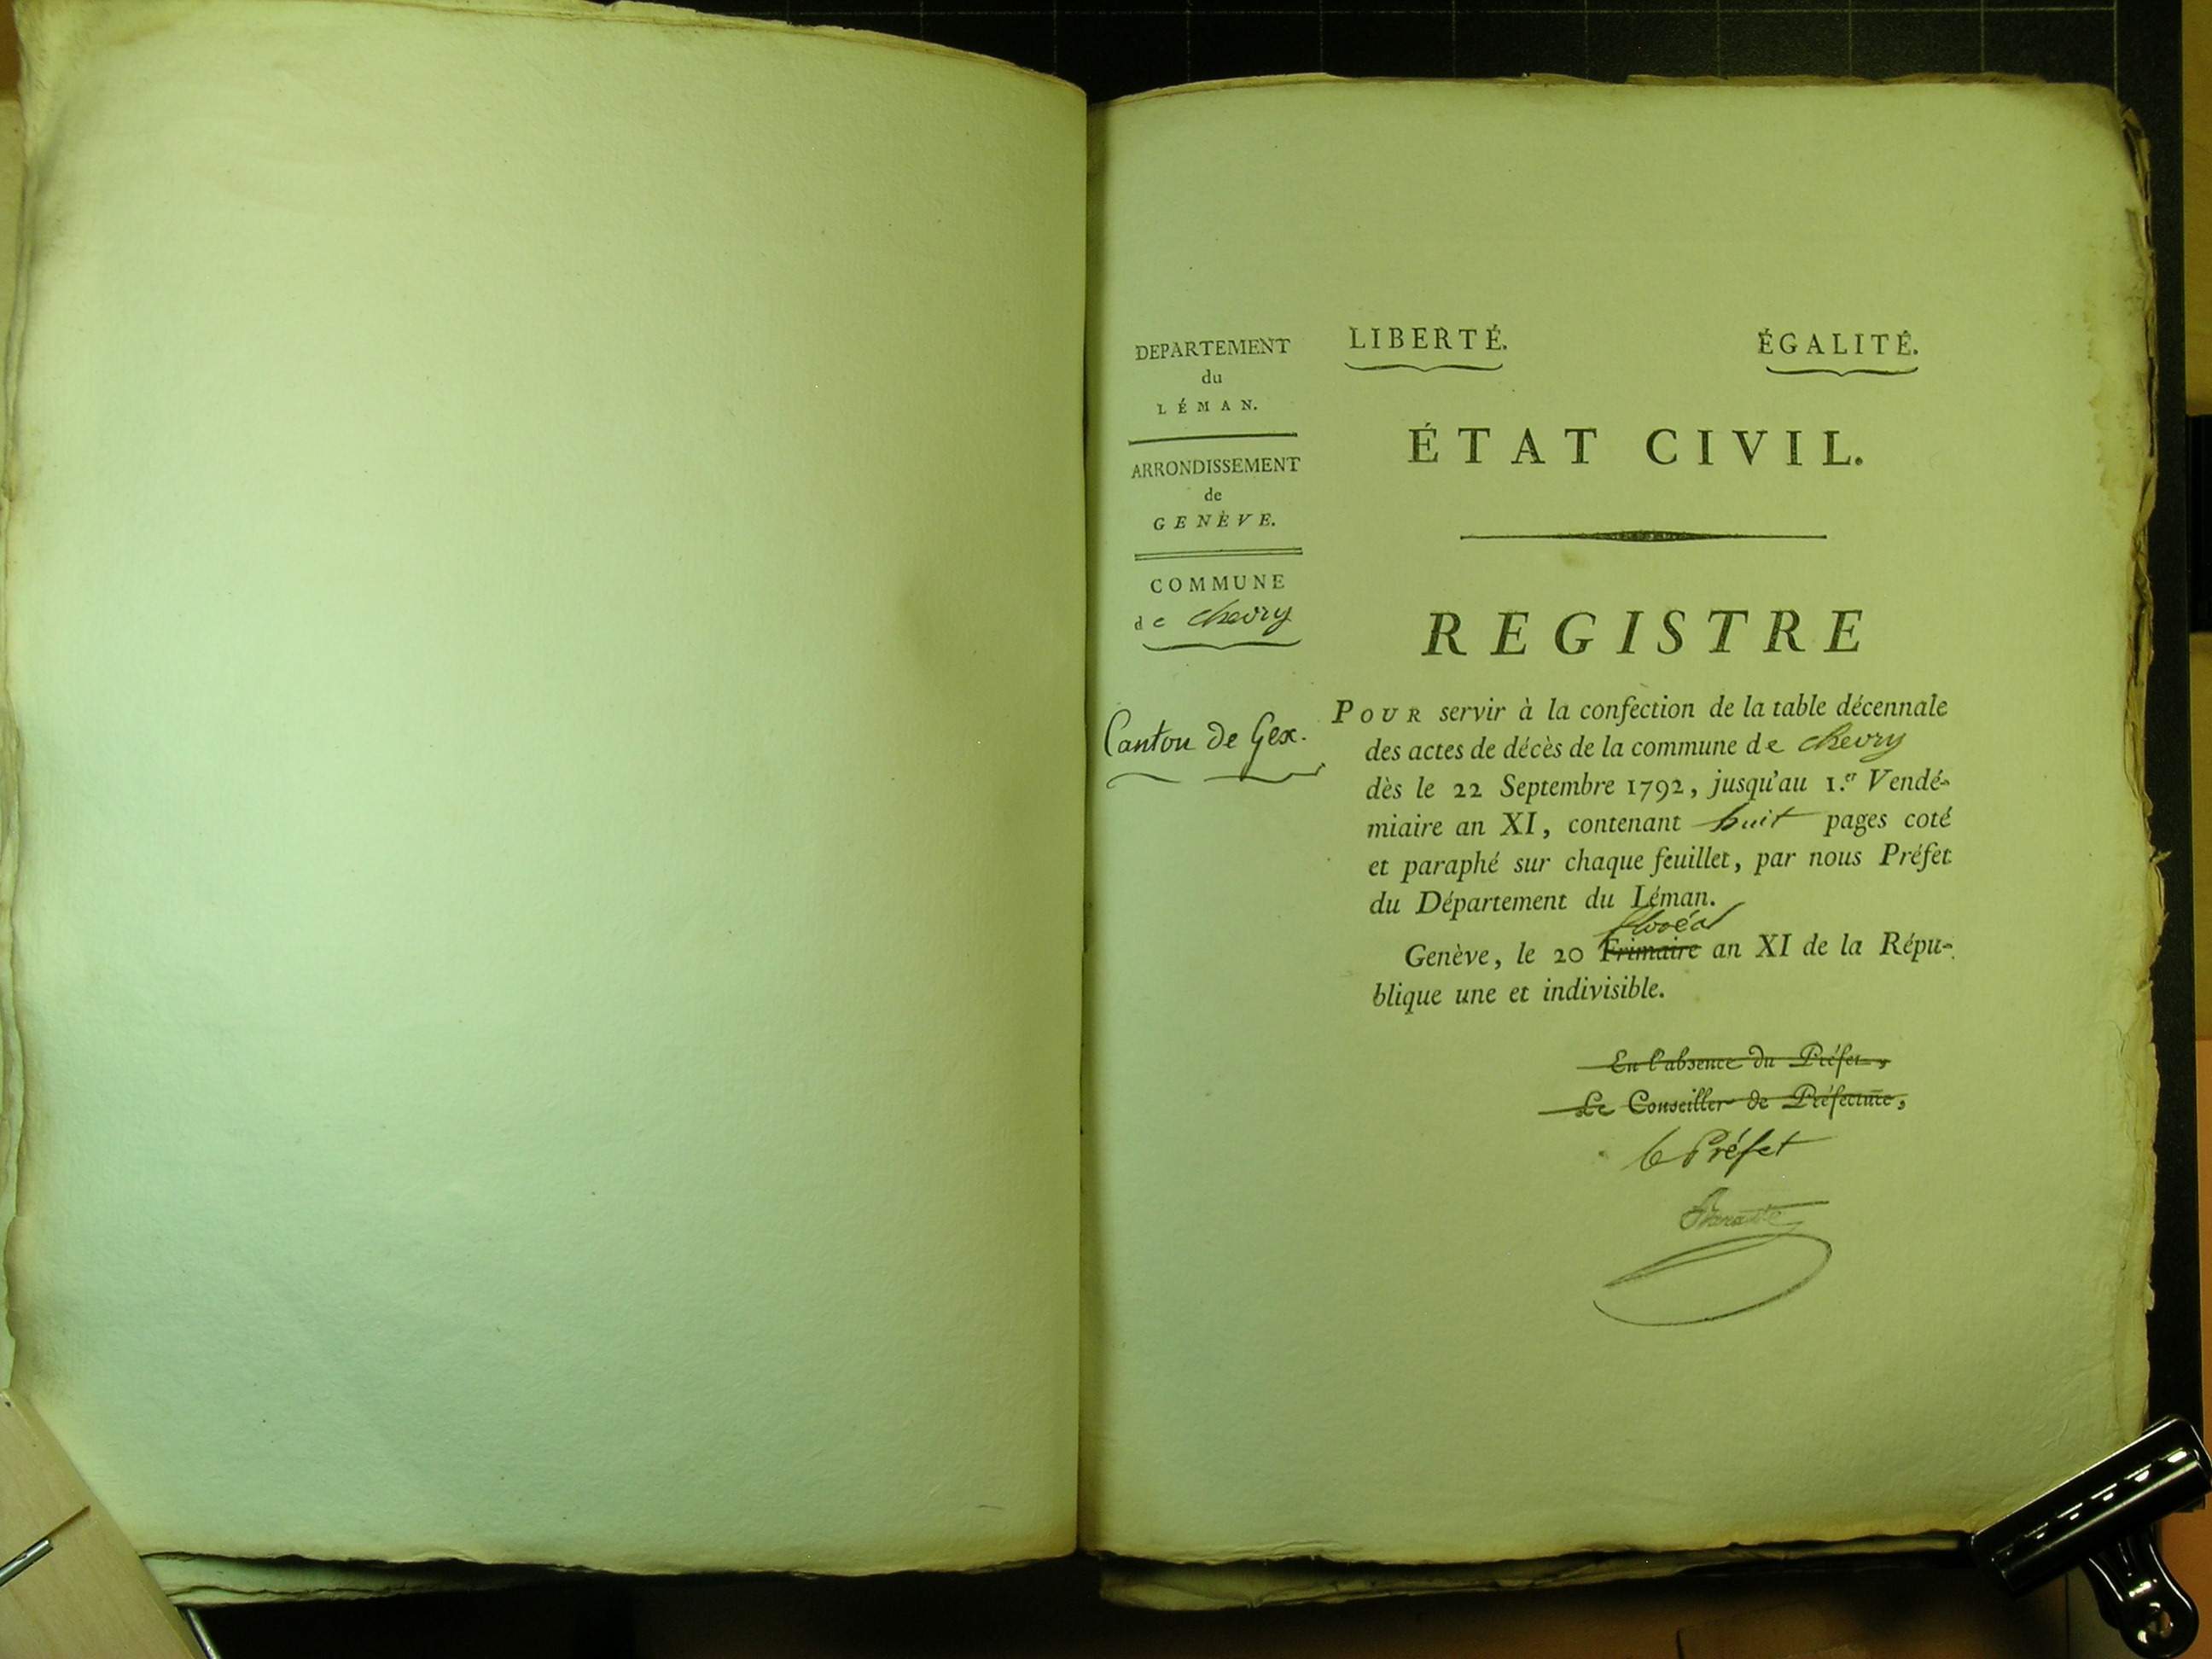 DEPARTEMENT
du
LÉMAN.
ARRONDISSEMENT
de
GENÈVE.
COMMUNE
de chevry
Canton de Gex.
LIBERTÉ. ÉGALITÉ.
ÉTAT CIVIL.
REGISTRE
POUR servir à la confection de la table décennale
des actes de décès de la commune de chevry
dès le 22 Septembre 1792, jusqu'au 1.er Vendé-
miaire an XI, contenant huit pages coté
et paraphé sur chaque feuillet, par nous Préfet
du Département du Léman.
floréal
Genève, le 20 Frimaire an XI de la Répu-
blique une et indivisible.
En l'absence du Préfet,
Le Conseiller de Préfecture,
le Préfet